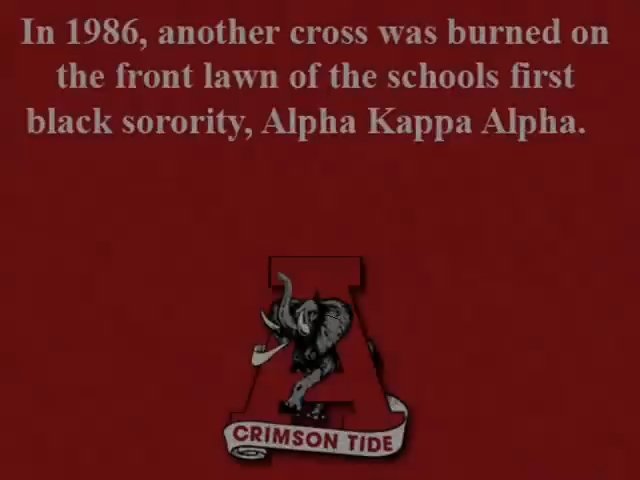 In 1986, another cross was burned on
the front lawn of the schools first
black sorority, Alpha Kappa Alpha.
A
CRIMSON TIDE